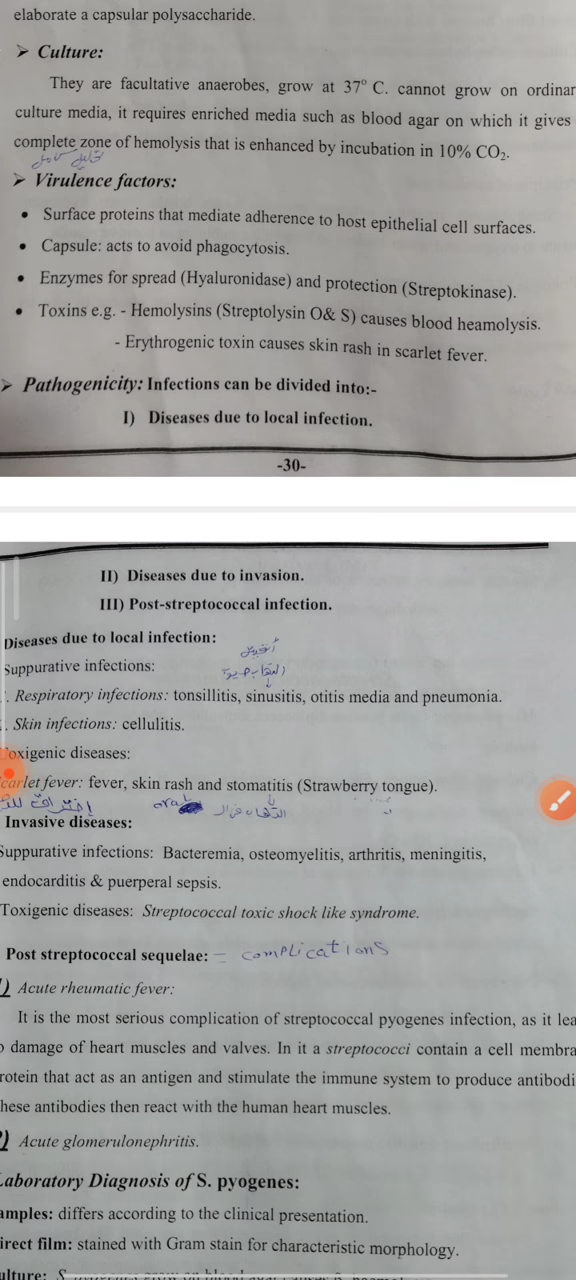 elaborate a capsular polysaccharide.
➢ Culture:
They are facultative anaerobes, grow at 37° C. cannot grow on ordinar
culture media, it requires enriched media such as blood agar on which it gives
complete zone of hemolysis that is enhanced by incubation in 10% CO₂.
تحليل كامل
➢ Virulence factors:
• Surface proteins that mediate adherence to host epithelial cell surfaces.
• Capsule: acts to avoid phagocytosis.
• Enzymes for spread (Hyaluronidase) and protection (Streptokinase).
• Toxins e.g. - Hemolysins (Streptolysin O& S) causes blood heamolysis.
- Erythrogenic toxin causes skin rash in scarlet fever.
➢ Pathogenicity: Infections can be divided into:-
I) Diseases due to local infection.
-30-
II) Diseases due to invasion.
III) Post-streptococcal infection.
Diseases due to local infection:
Suppurative infections:
. Respiratory infections: tonsillitis, sinusitis, otitis media and pneumonia.
. Skin infections: cellulitis.
oxigenic diseases:
carlet fever: fever, skin rash and stomatitis (Strawberry tongue).
Invasive diseases:
Suppurative infections: Bacteremia, osteomyelitis, arthritis, meningitis,
endocarditis & puerperal sepsis.
Toxigenic diseases: Streptococcal toxic shock like syndrome.
Post streptococcal sequelae: = complications
) Acute rheumatic fever:
It is the most serious complication of streptococcal pyogenes infection, as it lea
o damage of heart muscles and valves. In it a streptococci contain a cell membra
rotein that act as an antigen and stimulate the immune system to produce antibodi
hese antibodies then react with the human heart muscles.
2) Acute glomerulonephritis.
Laboratory Diagnosis of S. pyogenes:
amples: differs according to the clinical presentation.
irect film: stained with Gram stain for characteristic morphology.